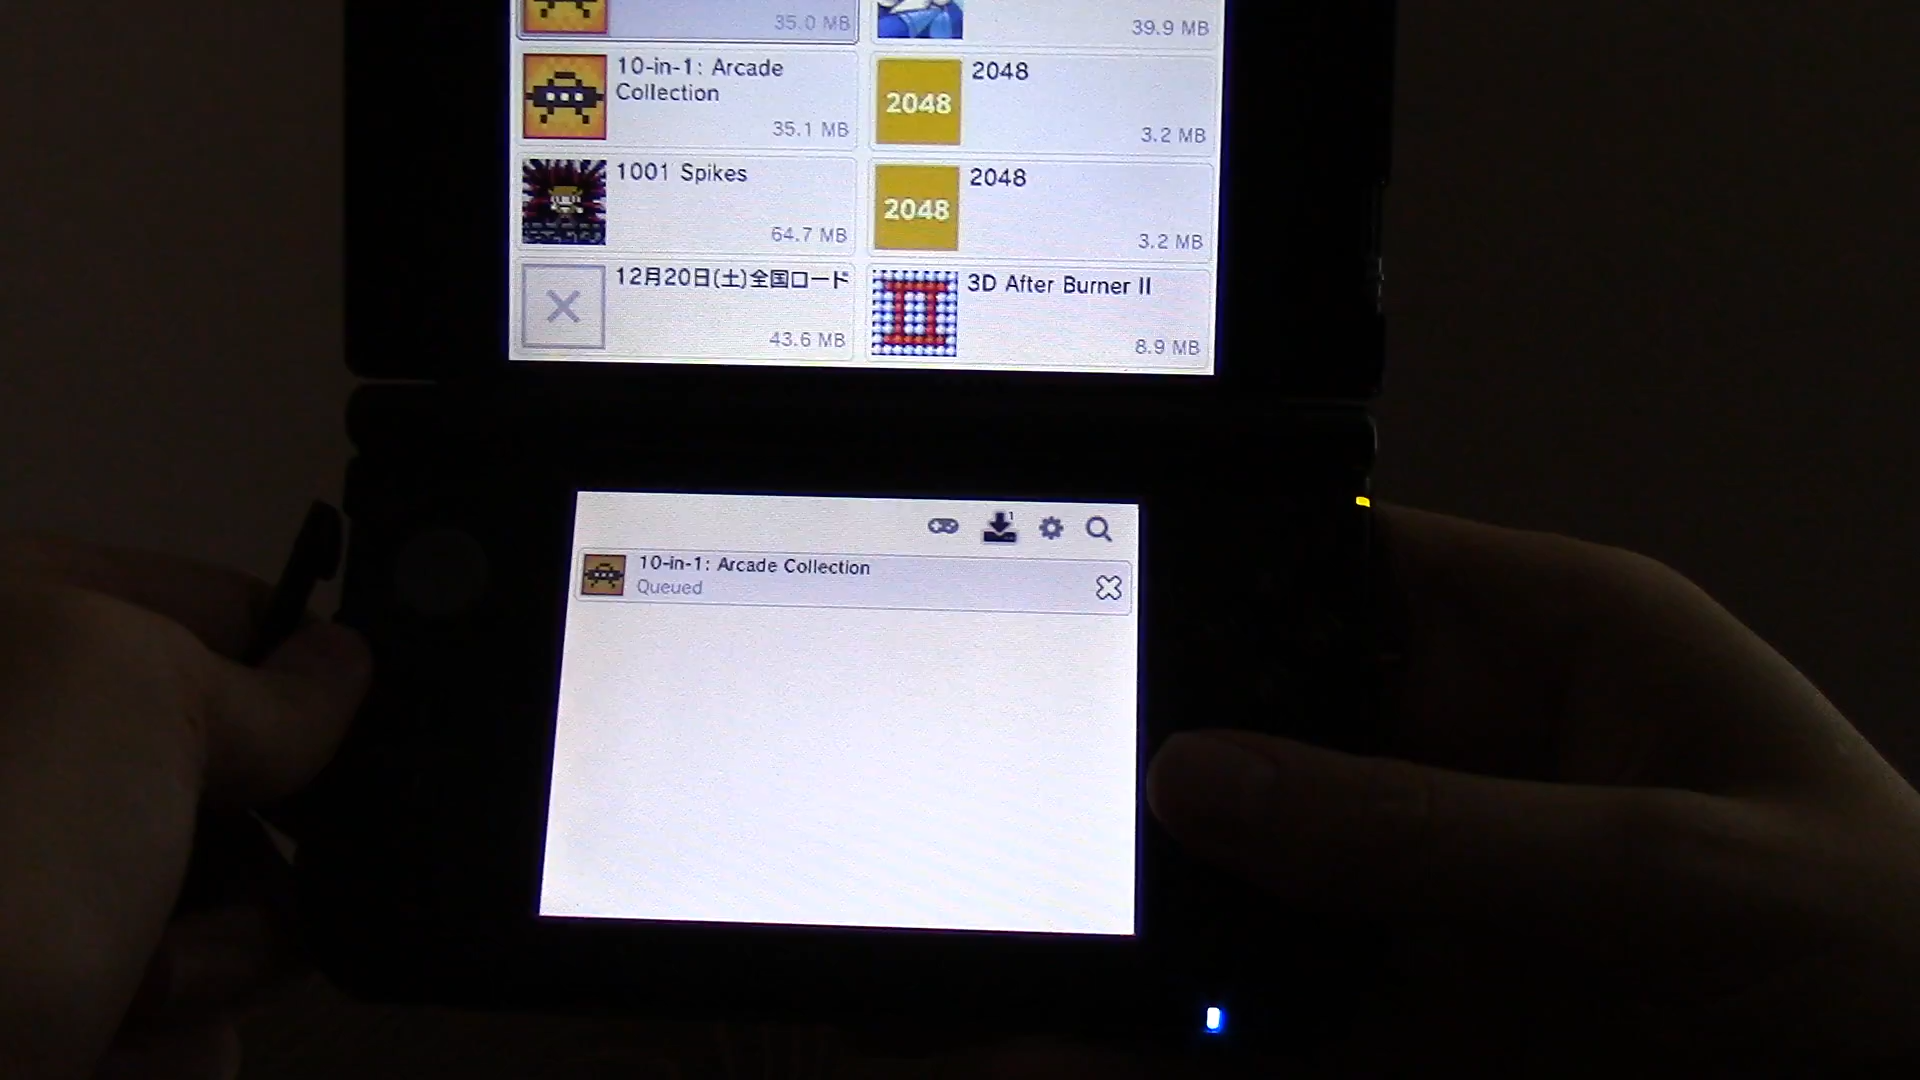 35.0 MB
39.9 MB
10-in-1: Arcade
Collection
35.1 MB
2048
2048
3.2 MB
1001 Spikes
64.7 MB
2048
2048
3.2 MB
12月20日(土)全国ロード
43.6 MB
3D After Burner II
8.9 MB
1
10-in-1: Arcade Collection
Queued